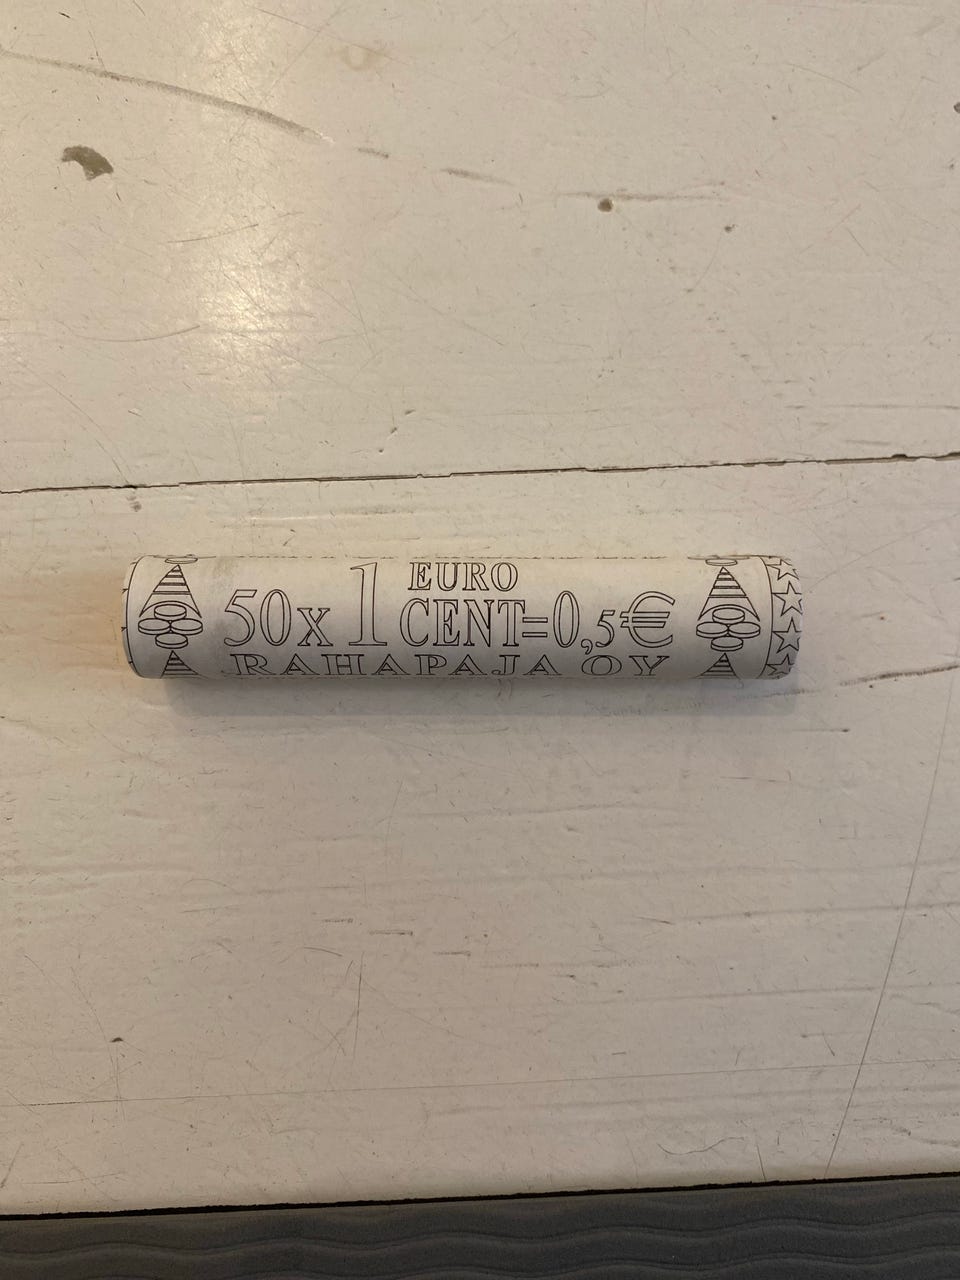 50x 1 EURO CENT=0,5€
RAHAPAJA OY